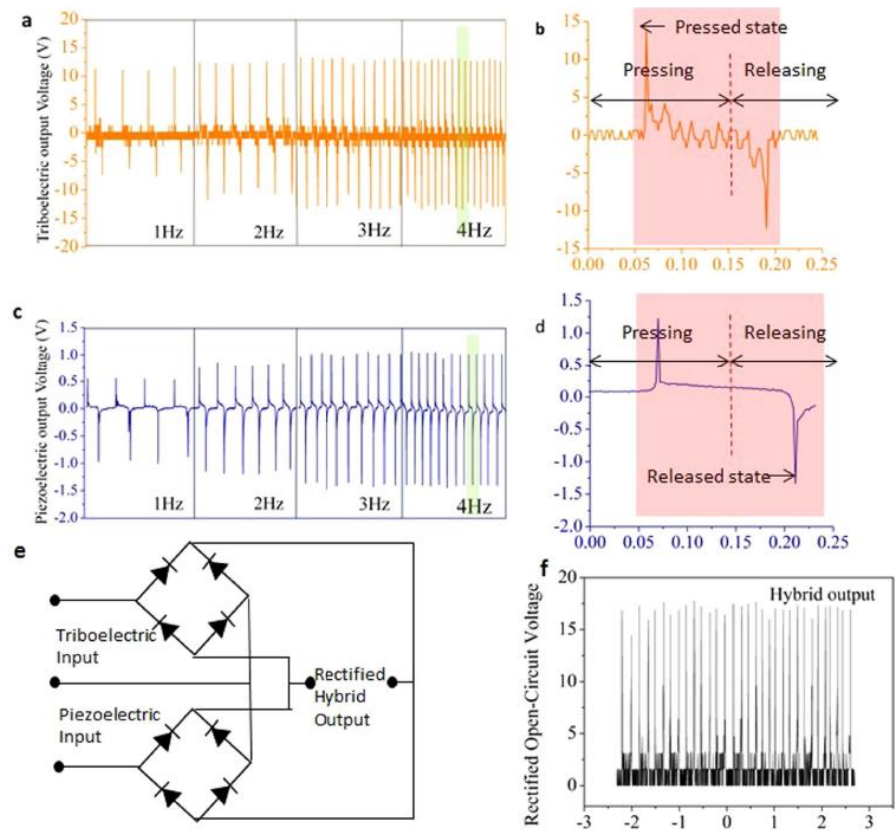 a
Triboelectric output Voltage (V)
20
15
10
5
0
-5
-10
-15
-20
1Hz
2Hz
3Hz
4Hz
b
15
10
5
0
-5
-10
-15
Pressed state
Pressing
Releasing
0.00 0.05 0.10 0.15 0.20 0.25
c
Piezoelectric output Voltage (V)
1.5
1.0
0.5
0.0
-0.5
-1.0
-1.5
-2.0
1Hz
2Hz
3Hz
4Hz
d
1.5
1.0
0.5
0.0
-0.5
-1.0
-1.5
-2.0
Pressing
Releasing
Released state
0.00 0.05 0.10 0.15 0.20 0.25
e
Triboelectric
Input
Piezoelectric
Input
Rectified
Hybrid
Output
f
Rectified Open-Circuit Voltage
20
15
10
5
0
Hybrid output
-3 -2 -1 0 1 2 3